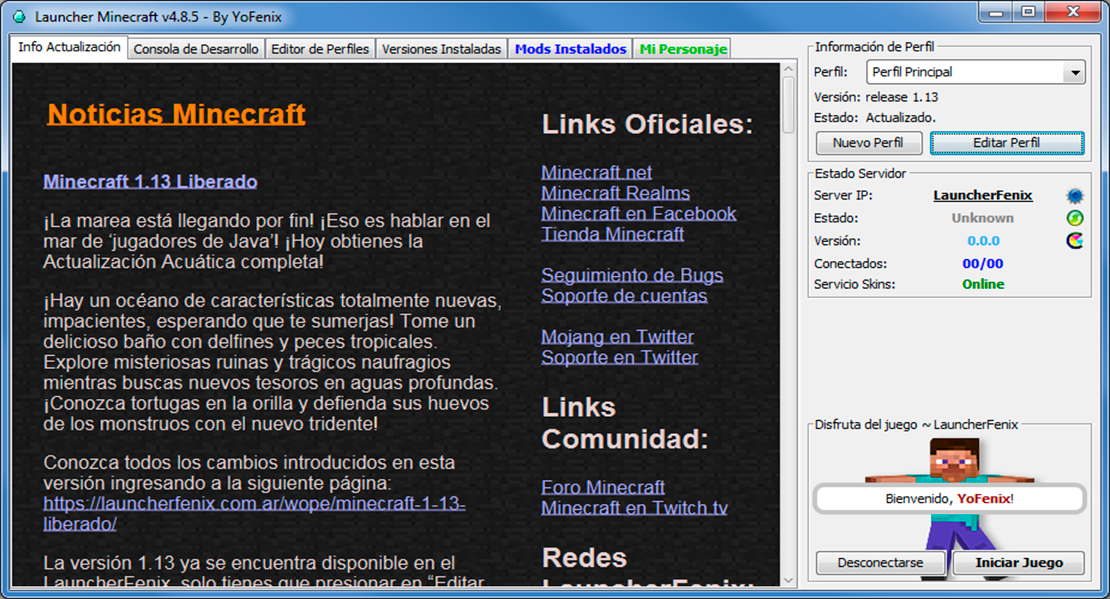 Launcher Minecraft v4.8.5 - By YoFenix
Info Actualización
Consola de Desarrollo
Editor de Perfiles
Versiones Instaladas
Mods Instalados
Mi Personaje
Noticias Minecraft
Minecraft 1.13 Liberado
¡La marea está llegando por fin! ¡Eso es hablar en el
mar de ‘jugadores de Java’! ¡Hoy obtienes la
Actualización Acuática completa!
¡Hay un océano de características totalmente nuevas,
impacientes, esperando que te sumerjas! Tome un
delicioso baño con delfines y peces tropicales.
Explore misteriosas ruinas y trágicos naufragios
mientras buscas nuevos tesoros en aguas profundas.
¡Conozca tortugas en la orilla y defienda sus huevos
de los monstruos con el nuevo tridente!
Conozca todos los cambios introducidos en esta
versión ingresando a la siguiente página:
https://launcherfenix.com.ar/wope/minecraft-1-13-
liberado/
La versión 1.13 ya se encuentra disponible en el
LauncherFenix, solo tienes que presionar en “Editar
Links Oficiales:
Minecraft.net
Minecraft Realms
Minecraft en Facebook
Tienda Minecraft
Seguimiento de Bugs
Soporte de cuentas
Mojang en Twitter
Soporte en Twitter
Links
Comunidad:
Foro Minecraft
Minecraft en Twitch.tv
Redes
LauncherFenix:
Información de Perfil
Perfil: Perfil Principal
Versión: release 1.13
Estado: Actualizado.
Nuevo Perfil
Editar Perfil
Estado Servidor
Server IP: LauncherFenix
Estado: Unknown
Versión: 0.0.0
Conectados: 00/00
Servicio Skins: Online
Disfruta del juego ~ LauncherFenix
Bienvenido, YoFenix!
Desconectarse
Iniciar Juego